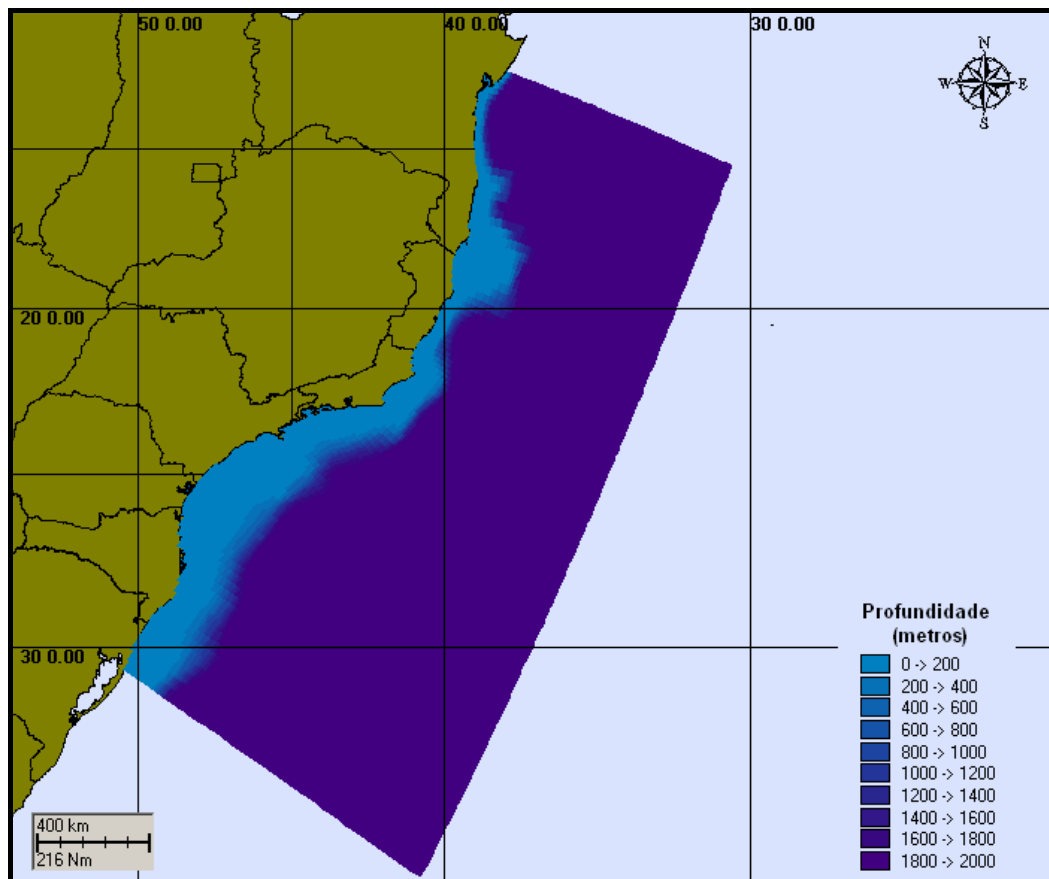 50 0.00
40 0.00
30 0.00
N
W
E
S
20 0.00
30 0.00
Profundidade
(metros)
0 -> 200
200 -> 400
400 -> 600
600 -> 800
800 -> 1000
1000 -> 1200
1200 -> 1400
1400 -> 1600
1600 -> 1800
1800 -> 2000
400 km
216 Nm